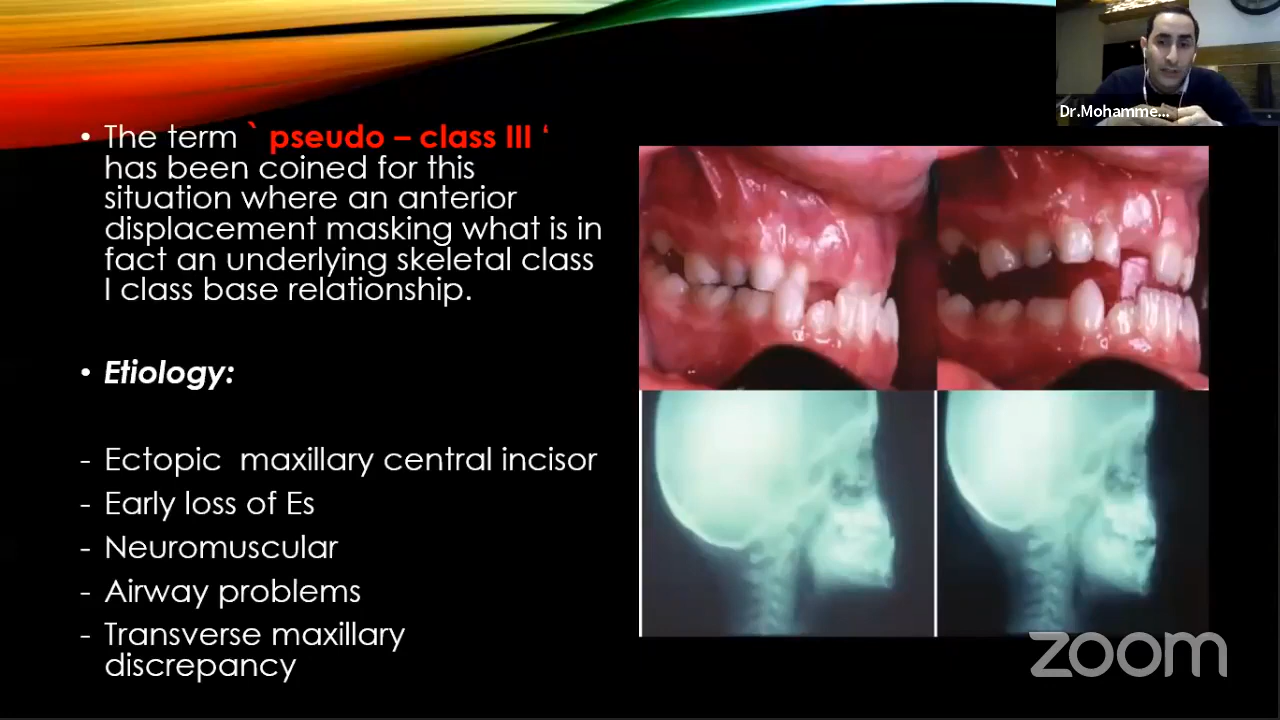 Dr.Mohamme...
• The term ` pseudo – class III ‘
has been coined for this
situation where an anterior
displacement masking what is in
fact an underlying skeletal class
I class base relationship.
• Etiology:
- Ectopic maxillary central incisor
- Early loss of Es
- Neuromuscular
- Airway problems
- Transverse maxillary
discrepancy
zoom